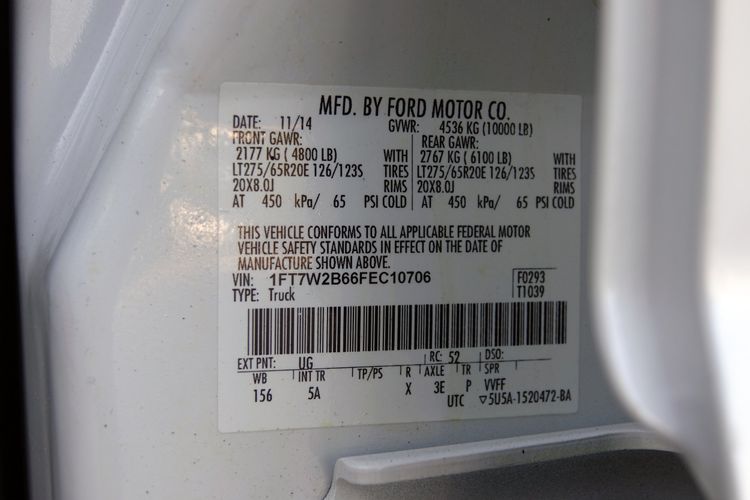 MFD. BY FORD MOTOR CO.
DATE: 11/14 GVWR: 4536 KG (10000 LB)
FRONT GAWR: REAR GAWR:
2177 KG ( 4800 LB) WITH 2767 KG ( 6100 LB) WITH
LT275/65R20E 126/123S TIRES LT275/65R20E 126/123S TIRES
20X8.0J RIMS 20X8.0J RIMS
AT 450 kPa/ 65 PSI COLD AT 450 kPa/ 65 PSI COLD
THIS VEHICLE CONFORMS TO ALL APPLICABLE FEDERAL MOTOR
VEHICLE SAFETY STANDARDS IN EFFECT ON THE DATE OF
MANUFACTURE SHOWN ABOVE.
VIN: 1FT7W2B66FEC10706 F0293
TYPE: Truck T1039
EXT PNT: UG RC: 52 DSO:
WB INT TR TP/PS R AXLE TR SPR
156 5A X 3E P VVFF
UTC ▽5U5A-1520472-BA